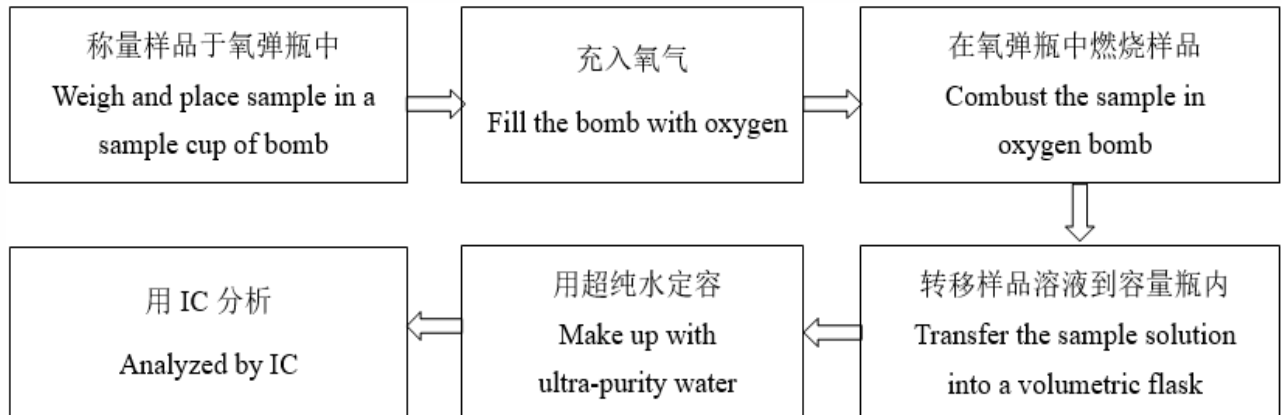 称量样品于氧弹瓶中
Weigh and place sample in a
sample cup of bomb
充入氧气
Fill the bomb with oxygen
在氧弹瓶中燃烧样品
Combust the sample in
oxygen bomb
转移样品溶液到容量瓶内
Transfer the sample solution
into a volumetric flask
用超纯水定容
Make up with
ultra-purity water
用 IC 分析
Analyzed by IC